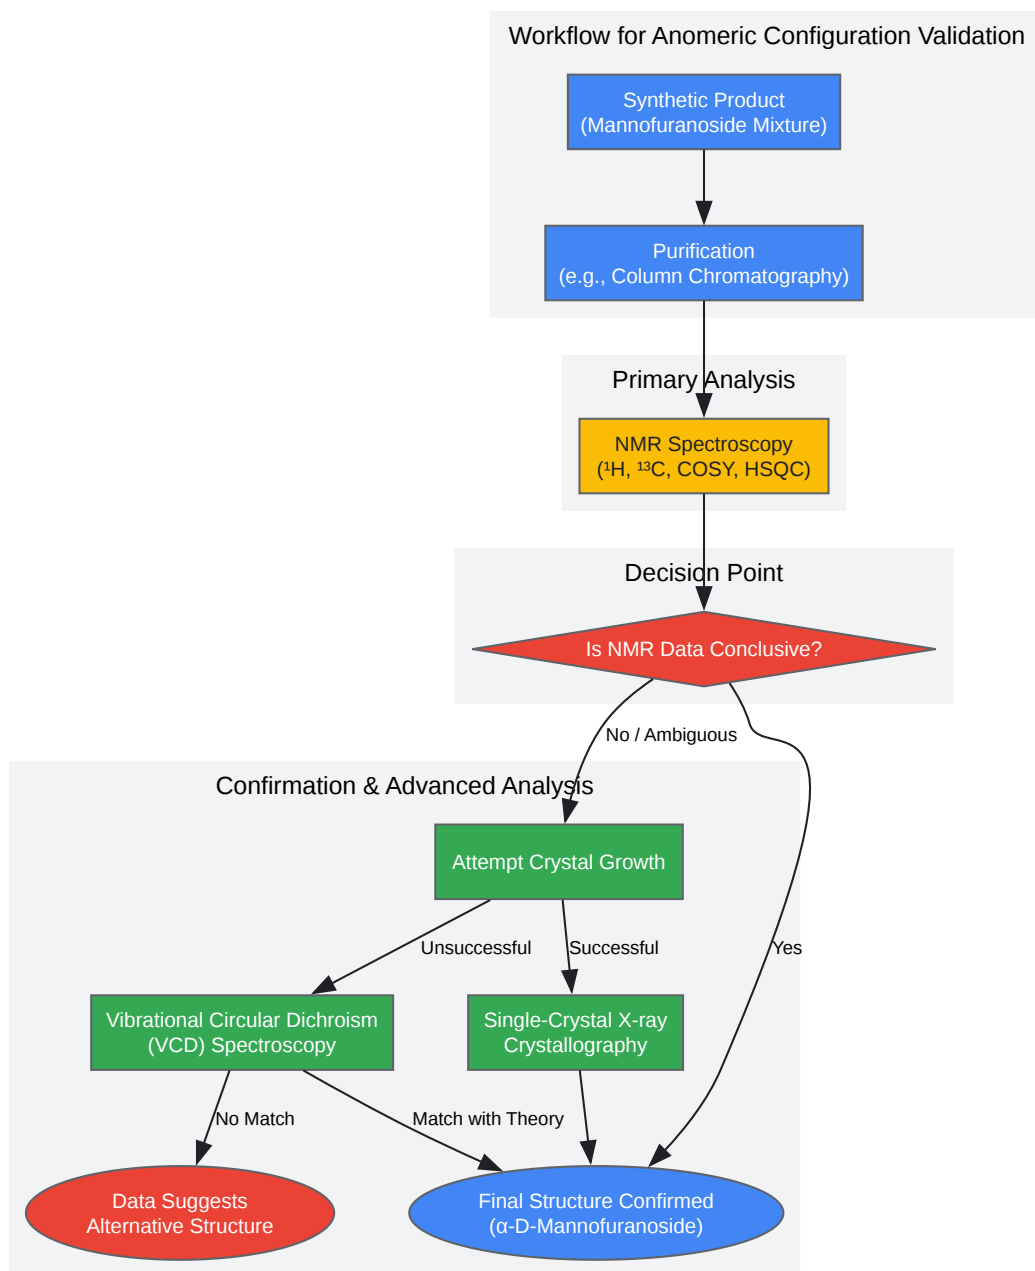 Workflow for Anomeric Configuration Validation
Synthetic Product
(Mannofuranoside Mixture)
Purification
(e.g., Column Chromatography)
Primary Analysis
NMR Spectroscopy
(¹H, ¹³C, COSY, HSQC)
Decision Point
Is NMR Data Conclusive?
No / Ambiguous
Confirmation & Advanced Analysis
Attempt Crystal Growth
Unsuccessful
Successful
Yes
Vibrational Circular Dichroism
(VCD) Spectroscopy
Single-Crystal X-ray
Crystallography
No Match
Match with Theory
Data Suggests
Alternative Structure
Final Structure Confirmed
(α-D-Mannofuranoside)